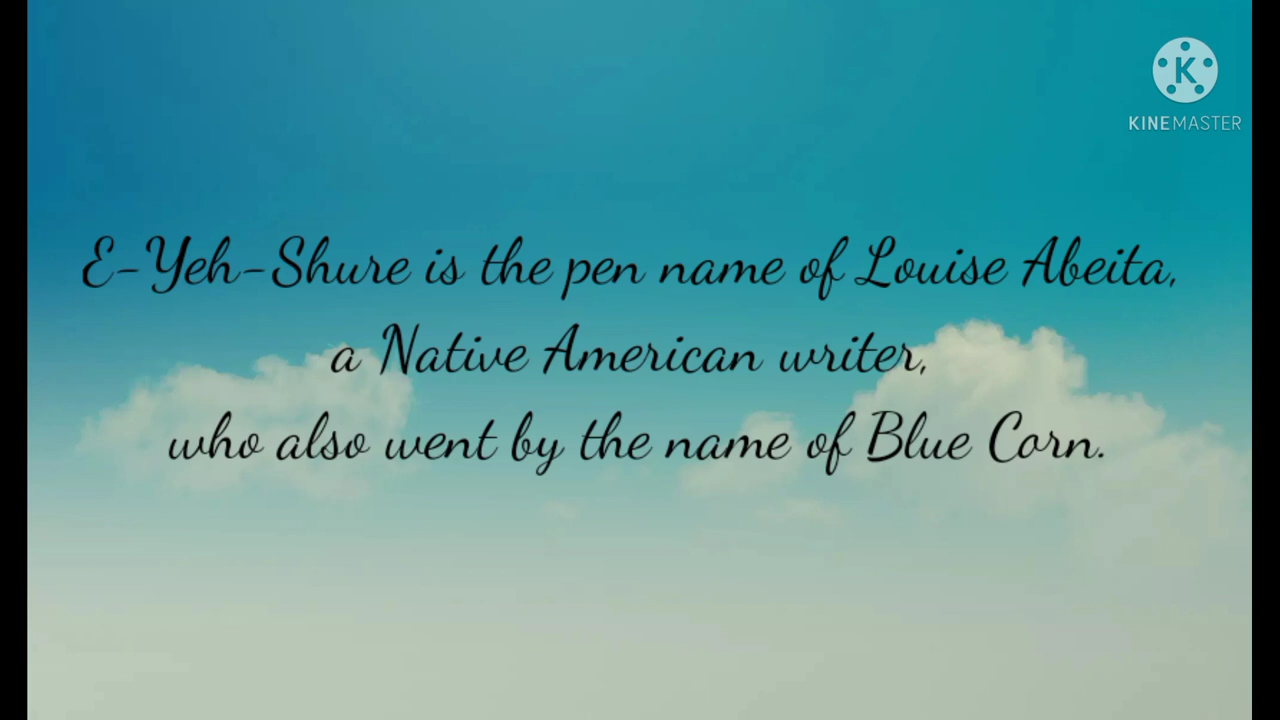 K
KINEMASTER
E-Yeh-Shure is the pen name of Louise Abeita,
a Native American writer,
who also went by the name of Blue Corn.